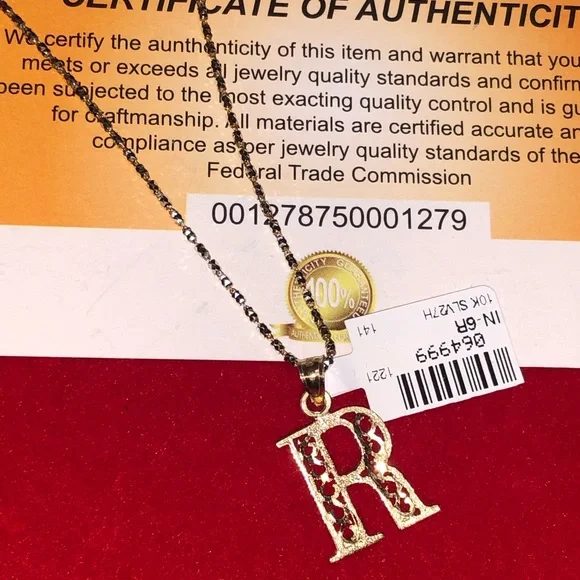 CERTIFICATE OF AUTHENTICIT
We certify the aunthenticity of this item and warrant that you
meets or exceeds all jewelry quality standards and confirm
been subjected to the most exacting quality control and is gu
for craftmanship. All materials are certified accurate an
compliance as per jewelry quality standards of the
Federal Trade Commission
001278750001279
100%
GUARANTEED
10K SLV27H
IN-6R
064999
141
1221
R